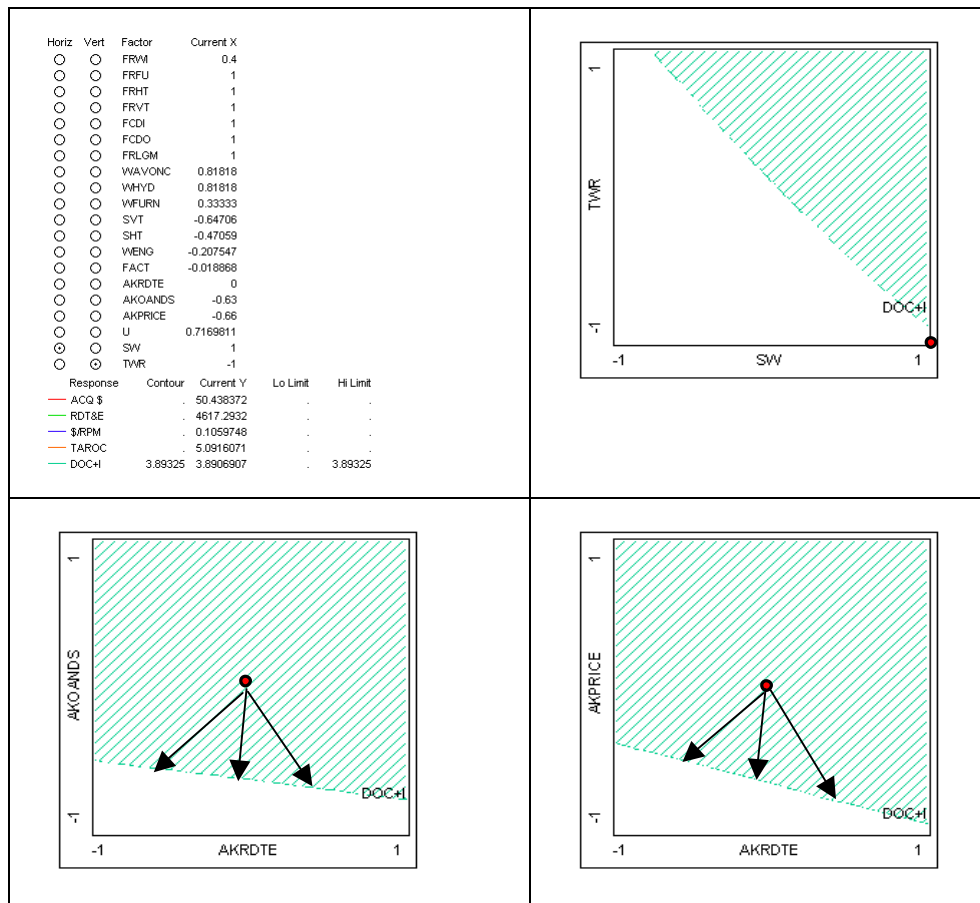 Horiz Vert Factor Current X
FRWI 0.4
FRFU 1
FRHT 1
FRVT 1
FCDI 1
FCDO 1
FRLGM 1
WAVONC 0.81818
WHYD 0.81818
WFURN 0.33333
SVT -0.64706
SHT -0.47059
WENG -0.207547
FACT -0.018868
AKRDTE 0
AKOANDS -0.63
AKPRICE -0.66
U 0.7169811
SW 1
TWR -1
Response Contour Current Y Lo Limit Hi Limit
ACQ $ . 50.438372 . .
RDT&E . 4617.2932 . .
$/RPM . 0.1059748 . .
TAROC . 5.0916071 . .
DOC+I 3.89325 3.8906907 . 3.89325
1
TWR
DOC+I
-1
-1 SW 1
1
AKOANDS
DOC+I
-1
-1 AKRDTE 1
1
AKPRICE
DOC+I
-1
-1 AKRDTE 1